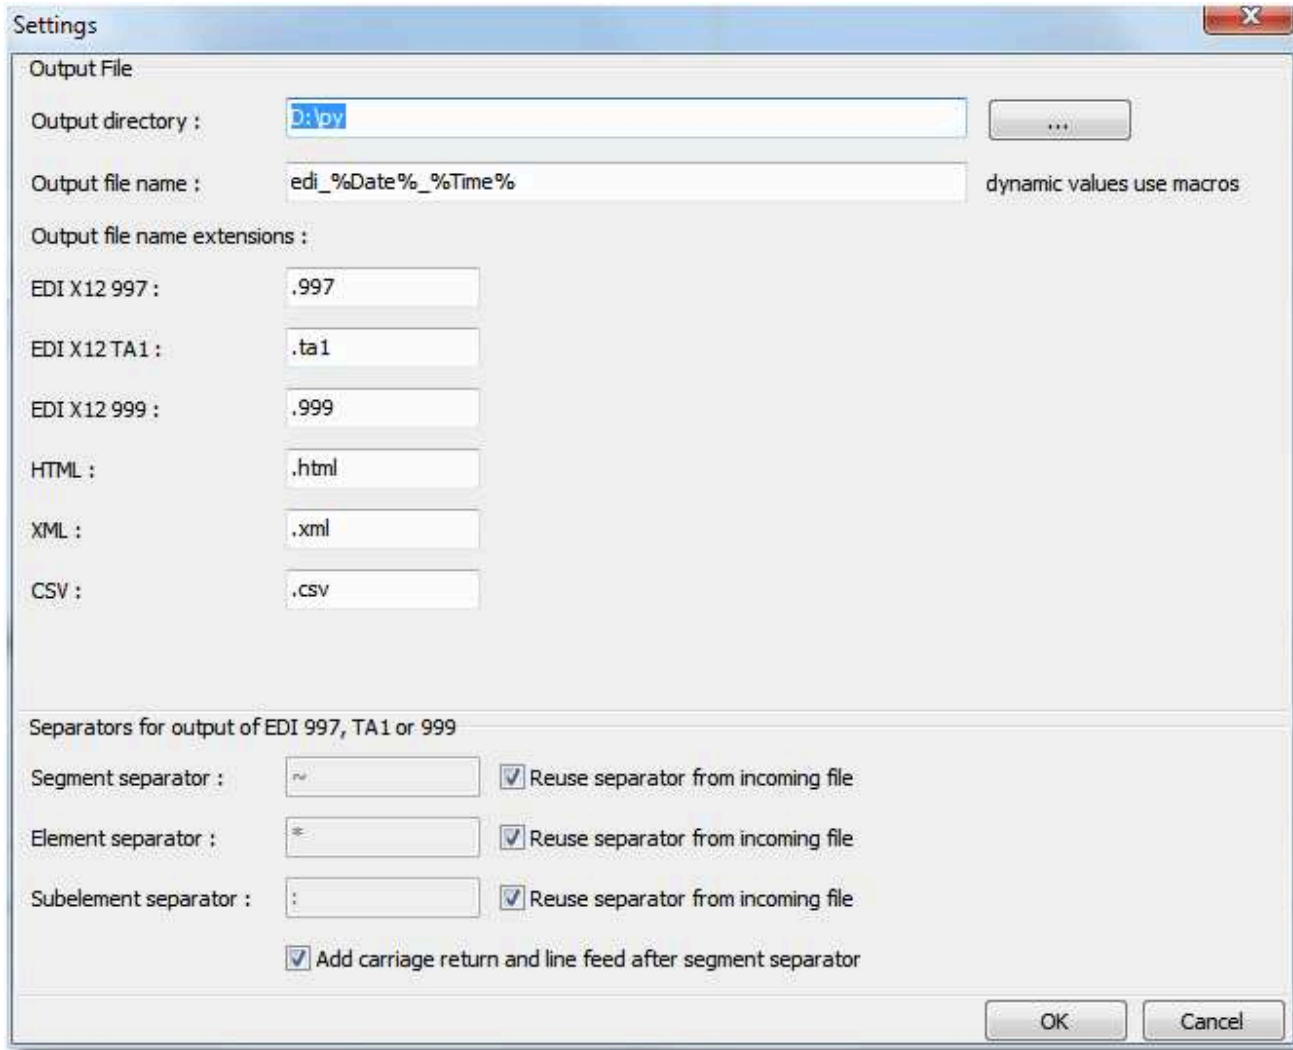 Settings
Output File
Output directory : D:\py ...
Output file name : edi_%Date%_%Time% dynamic values use macros
Output file name extensions :
EDI X12 997 : .997
EDI X12 TA1 : .ta1
EDI X12 999 : .999
HTML : .html
XML : .xml
CSV : .csv
Separators for output of EDI 997, TA1 or 999
Segment separator : ~ Reuse separator from incoming file
Element separator : * Reuse separator from incoming file
Subelement separator : : Reuse separator from incoming file
Add carriage return and line feed after segment separator
OK Cancel